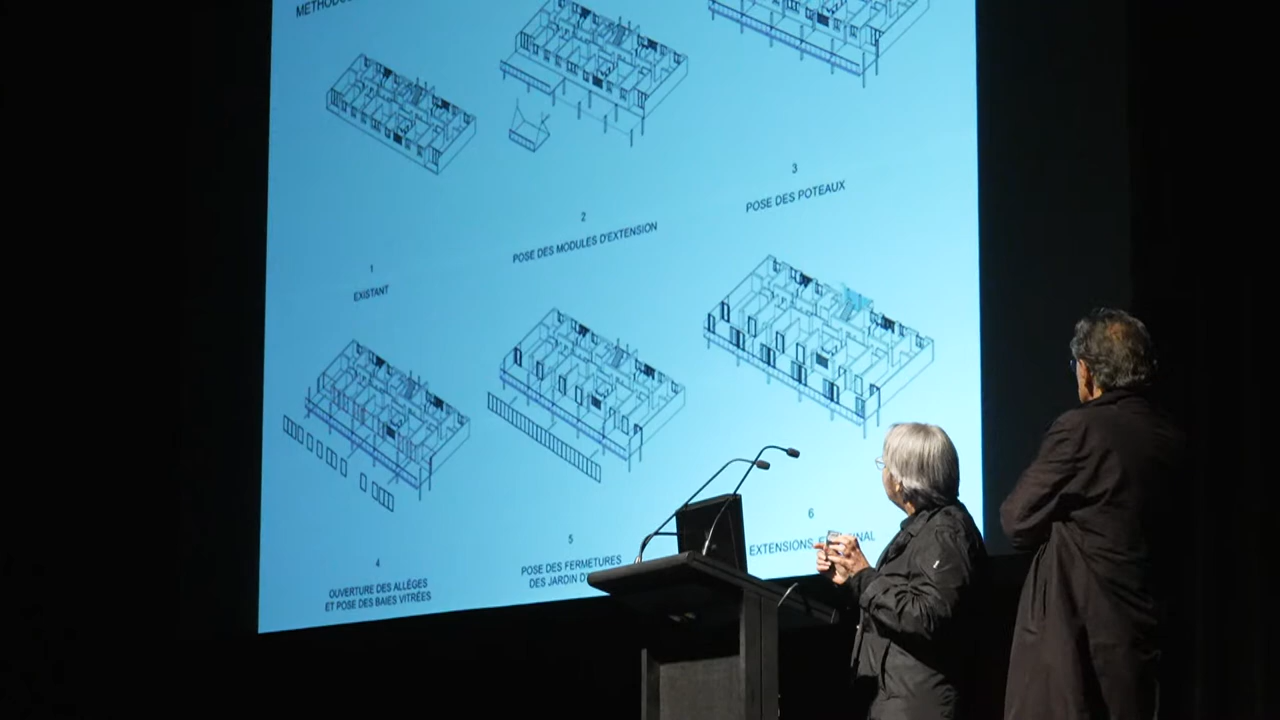 1
EXISTANT
2
POSE DES MODULES D'EXTENSION
3
POSE DES POTEAUX
4
OUVERTURE DES ALLÈGES
ET POSE DES BAIES VITRÉES
5
POSE DES FERMETURES
DES JARDIN
6
EXTENSIONS,